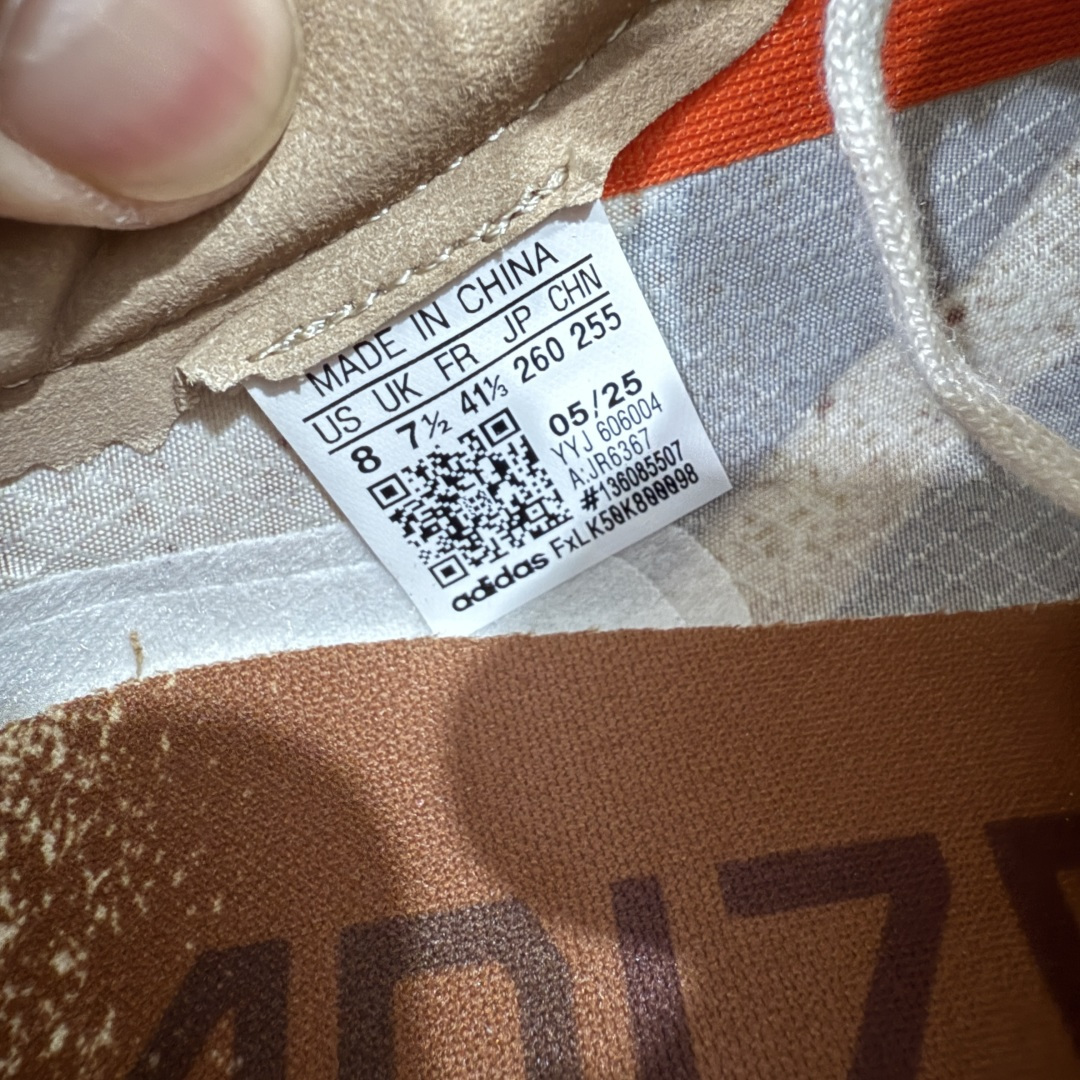 MADE IN CHINA
US UK FR JP CHN
8 7½ 41⅓ 260 255
05/25
YYJ 606004
A:JR6367
#136085507
adidas FxLK50K800098